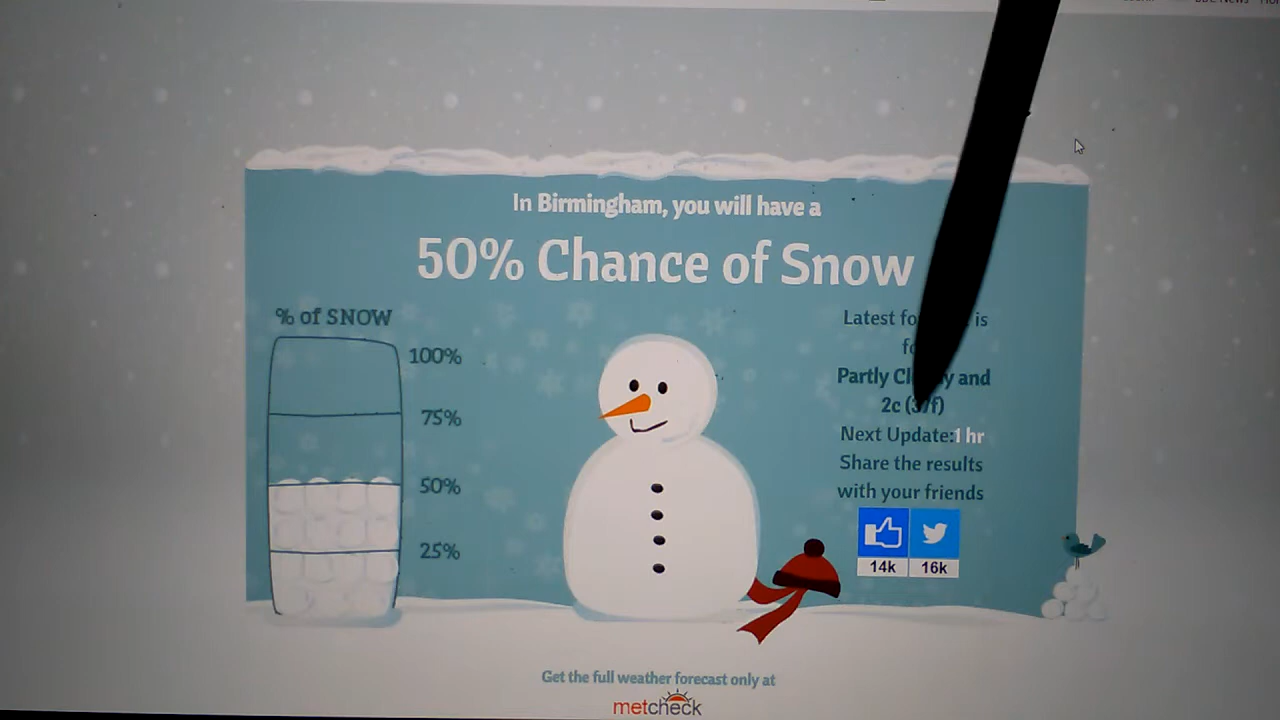 BBC News
In Birmingham, you will have a
50% Chance of Snow
% of SNOW
100%
75%
50%
25%
Latest is
Partly and
2c
Next Update:1 hr
Share the results
with your friends
14k 16k
Get the full weather forecast only at
metcheck